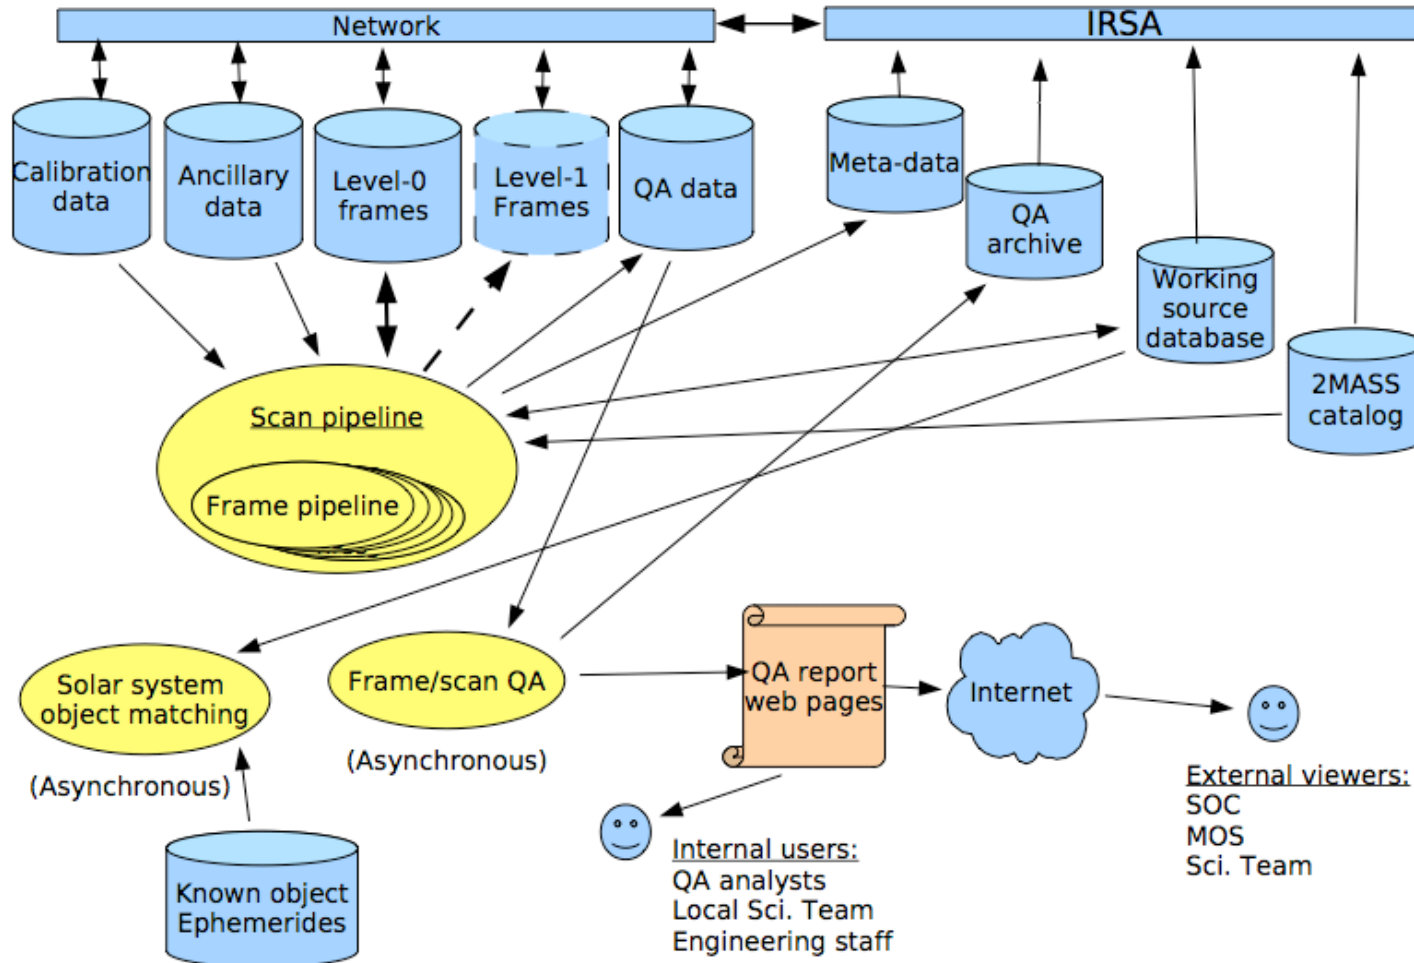 Network
IRSA
Calibration
data
Ancillary
data
Level-0
frames
Level-1
Frames
QA data
Meta-data
QA
archive
Working
source
database
2MASS
catalog
Scan pipeline
Frame pipeline
Solar system
object matching
(Asynchronous)
Frame/scan QA
(Asynchronous)
QA report
web pages
Internet
External viewers:
SOC
MOS
Sci. Team
Internal users:
QA analysts
Local Sci. Team
Engineering staff
Known object
Ephemerides